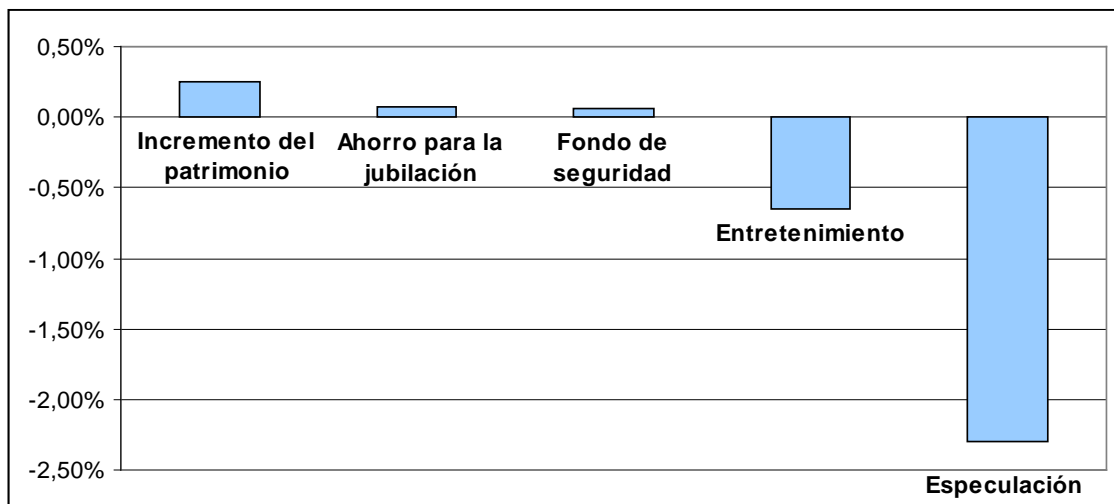 0,50%
0,00%
-0,50%
-1,00%
-1,50%
-2,00%
-2,50%
Incremento del
patrimonio
Ahorro para la
jubilación
Fondo de
seguridad
Entretenimiento
Especulación